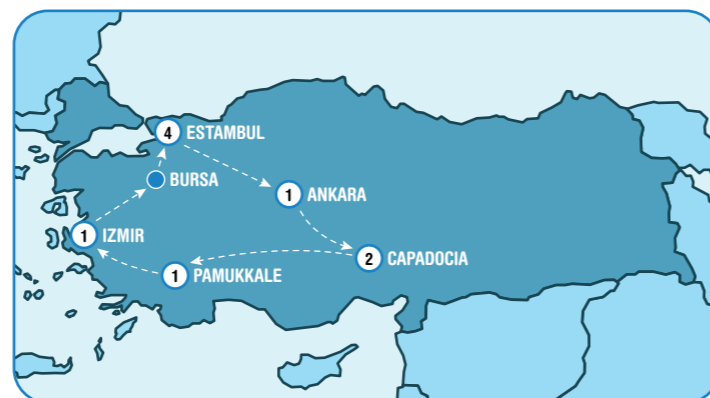 4 ESTAMBUL
BURSA
1 ANKARA
1 IZMIR
2 CAPADOCIA
1 PAMUKKALE